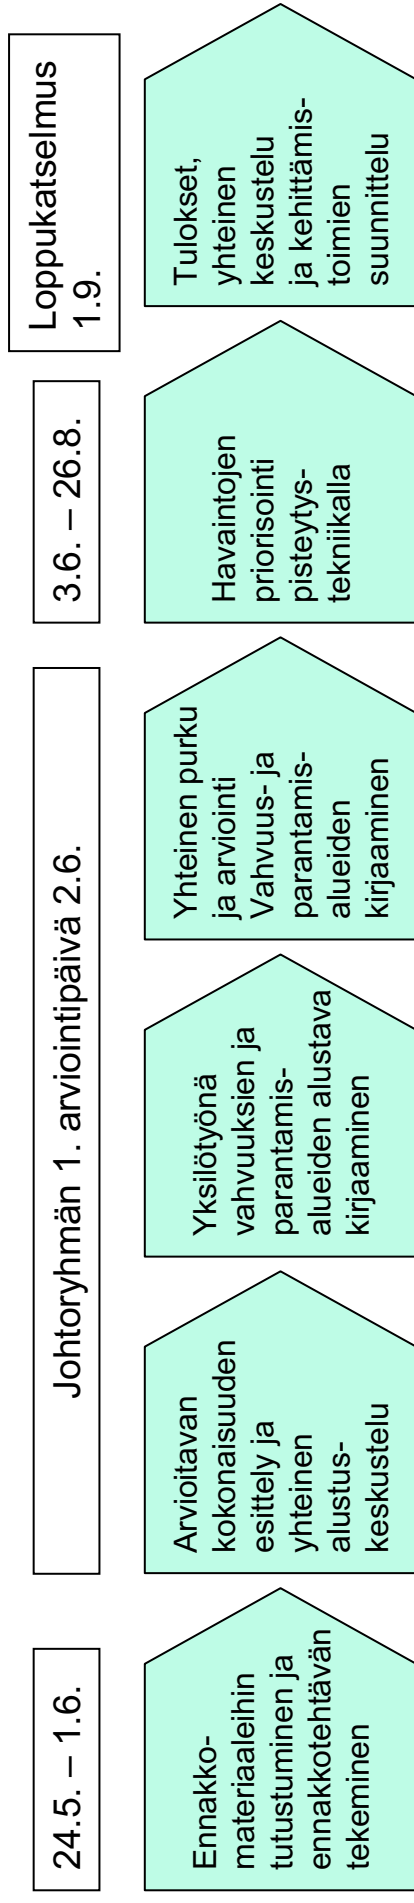 24.5. – 1.6.
Johtoryhmän 1. arviointipäivä 2.6.
3.6. – 26.8.
Loppukatselmus
1.9.
Ennakko-
materiaaleihin
tutustuminen ja
ennakkotehtävän
tekeminen
Arvioitavan
kokonaisuuden
esittely ja
yhteinen
alustus-
keskustelu
Yksilötyönä
vahvuuksien ja
parantamis-
alueiden alustava
kirjaaminen
Yhteinen purku
ja arviointi
Vahvuus- ja
parantamis-
alueiden
kirjaaminen
Havaintojen
priorisointi
pisteytys-
tekniikalla
Tulokset,
yhteinen
keskustelu
ja kehittämis-
toimien
suunnittelu